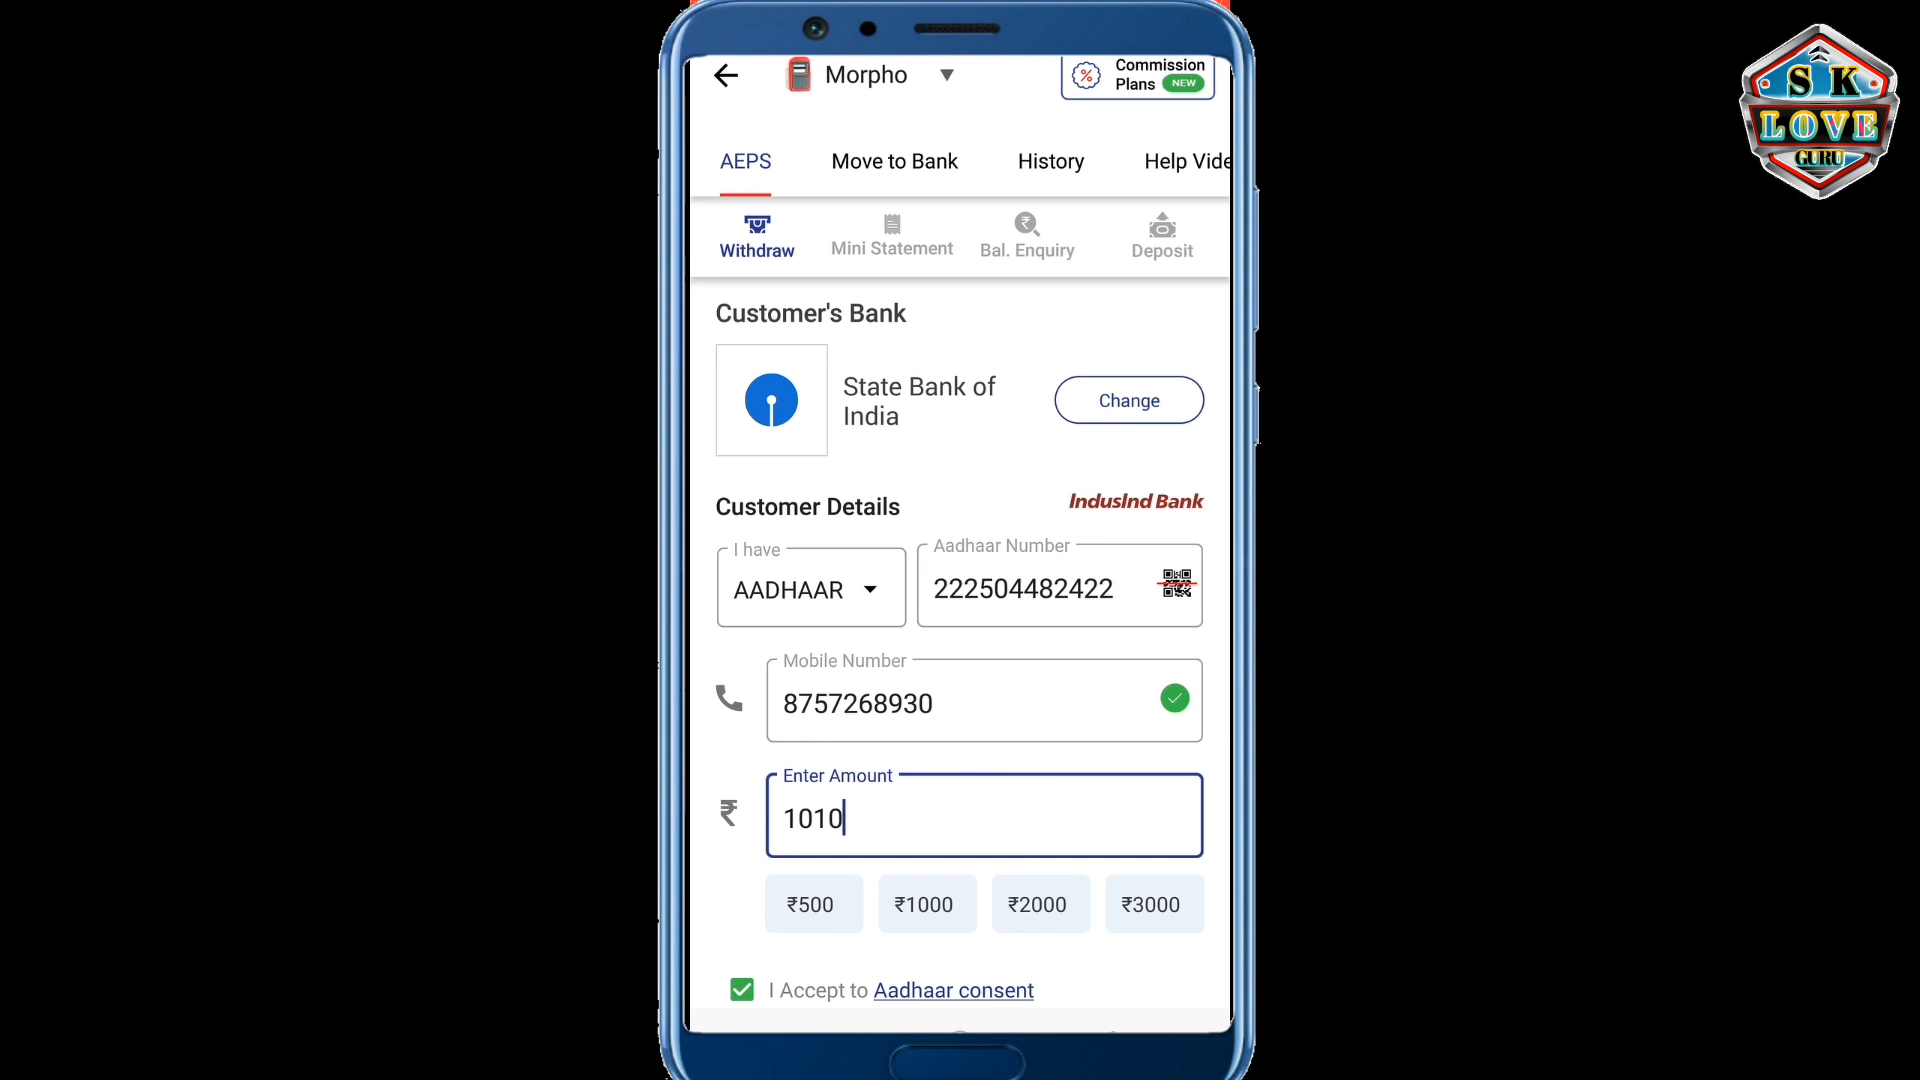 Morpho
Commission
Plans NEW
AEPS
Move to Bank
History
Help Vide
Withdraw
Mini Statement
Bal. Enquiry
Deposit
Customer's Bank
State Bank of
India
Change
Customer Details
IndusInd Bank
I have
AADHAAR
Aadhaar Number
222504482422
Mobile Number
8757268930
Enter Amount
₹
1010
₹500
₹1000
₹2000
₹3000
I Accept to Aadhaar consent
S K
LOVE
GURU